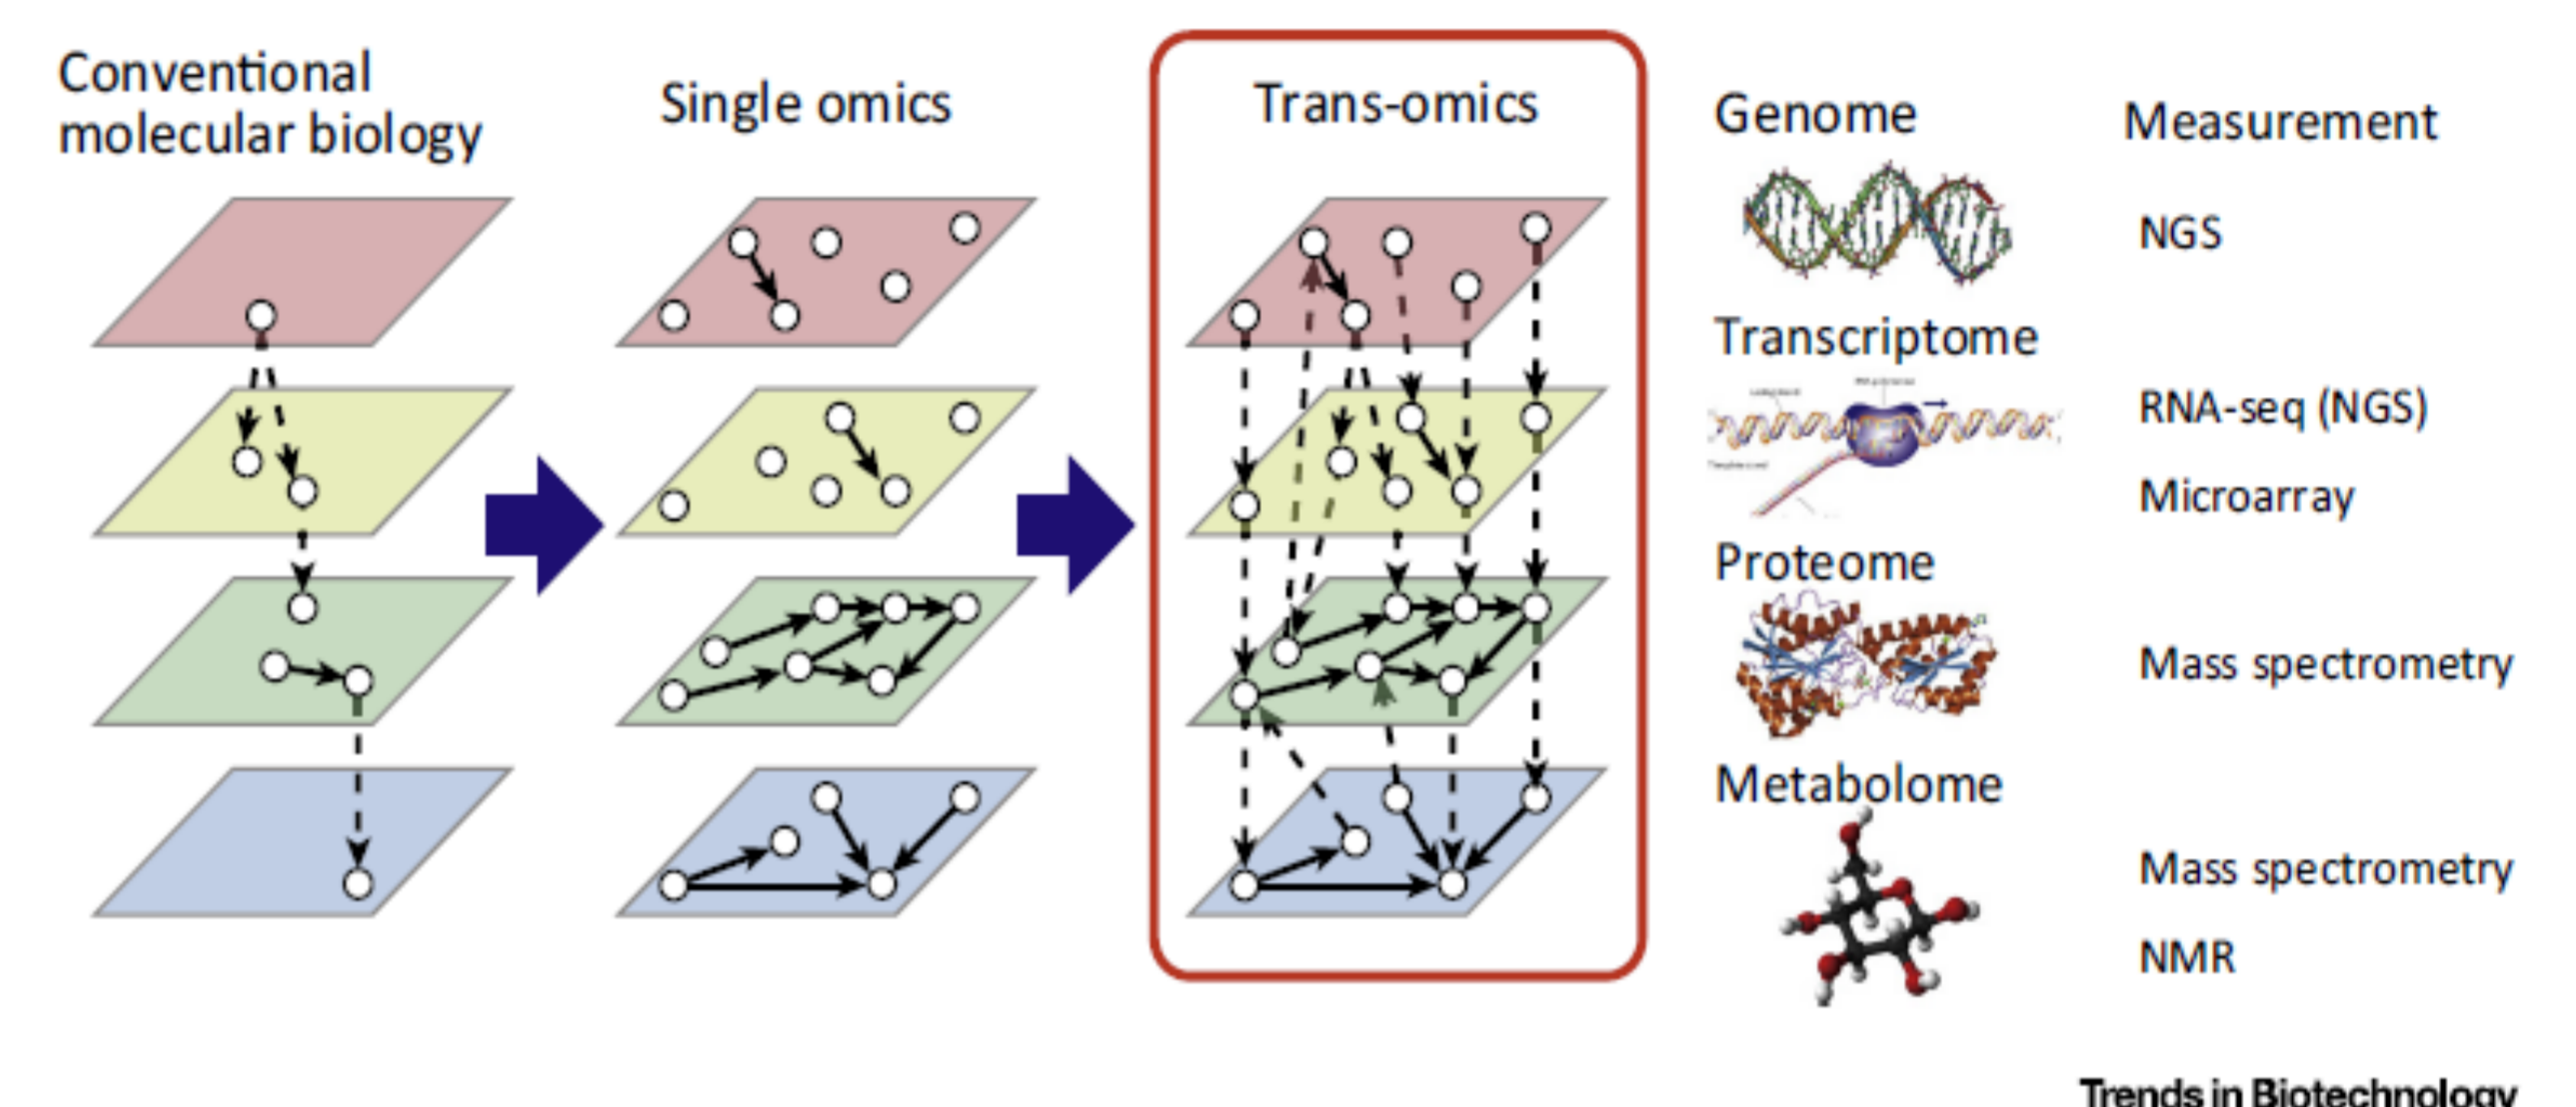 Conventional
molecular biology
Single omics
Trans-omics
Genome
Measurement
NGS
Transcriptome
RNA-seq (NGS)
Microarray
Proteome
Mass spectrometry
Metabolome
Mass spectrometry
NMR
Trends in Biotechnology